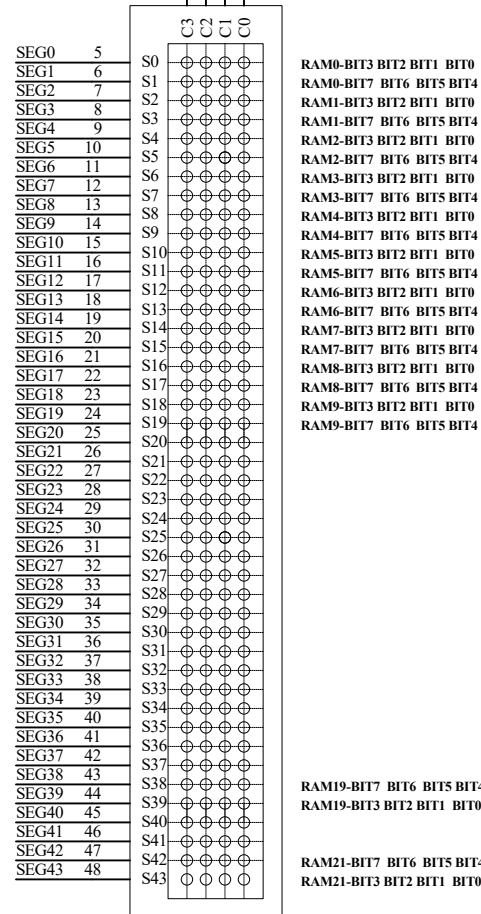 C3 C2 C1 C0
SEG0 5 S0 RAM0-BIT3 BIT2 BIT1 BIT0
SEG1 6 S1 RAM0-BIT7 BIT6 BIT5 BIT4
SEG2 7 S2 RAM1-BIT3 BIT2 BIT1 BIT0
SEG3 8 S3 RAM1-BIT7 BIT6 BIT5 BIT4
SEG4 9 S4 RAM2-BIT3 BIT2 BIT1 BIT0
SEG5 10 S5 RAM2-BIT7 BIT6 BIT5 BIT4
SEG6 11 S6 RAM3-BIT3 BIT2 BIT1 BIT0
SEG7 12 S7 RAM3-BIT7 BIT6 BIT5 BIT4
SEG8 13 S8 RAM4-BIT3 BIT2 BIT1 BIT0
SEG9 14 S9 RAM4-BIT7 BIT6 BIT5 BIT4
SEG10 15 S10 RAM5-BIT3 BIT2 BIT1 BIT0
SEG11 16 S11 RAM5-BIT7 BIT6 BIT5 BIT4
SEG12 17 S12 RAM6-BIT3 BIT2 BIT1 BIT0
SEG13 18 S13 RAM6-BIT7 BIT6 BIT5 BIT4
SEG14 19 S14 RAM7-BIT3 BIT2 BIT1 BIT0
SEG15 20 S15 RAM7-BIT7 BIT6 BIT5 BIT4
SEG16 21 S16 RAM8-BIT3 BIT2 BIT1 BIT0
SEG17 22 S17 RAM8-BIT7 BIT6 BIT5 BIT4
SEG18 23 S18 RAM9-BIT3 BIT2 BIT1 BIT0
SEG19 24 S19 RAM9-BIT7 BIT6 BIT5 BIT4
SEG20 25 S20
SEG21 26 S21
SEG22 27 S22
SEG23 28 S23
SEG24 29 S24
SEG25 30 S25
SEG26 31 S26
SEG27 32 S27
SEG28 33 S28
SEG29 34 S29
SEG30 35 S30
SEG31 36 S31
SEG32 37 S32
SEG33 38 S33
SEG34 39 S34
SEG35 40 S35
SEG36 41 S36
SEG37 42 S37
SEG38 43 S38 RAM19-BIT7 BIT6 BIT5 BIT4
SEG39 44 S39 RAM19-BIT3 BIT2 BIT1 BIT0
SEG40 45 S40
SEG41 46 S41
SEG42 47 S42 RAM21-BIT7 BIT6 BIT5 BIT4
SEG43 48 S43 RAM21-BIT3 BIT2 BIT1 BIT0